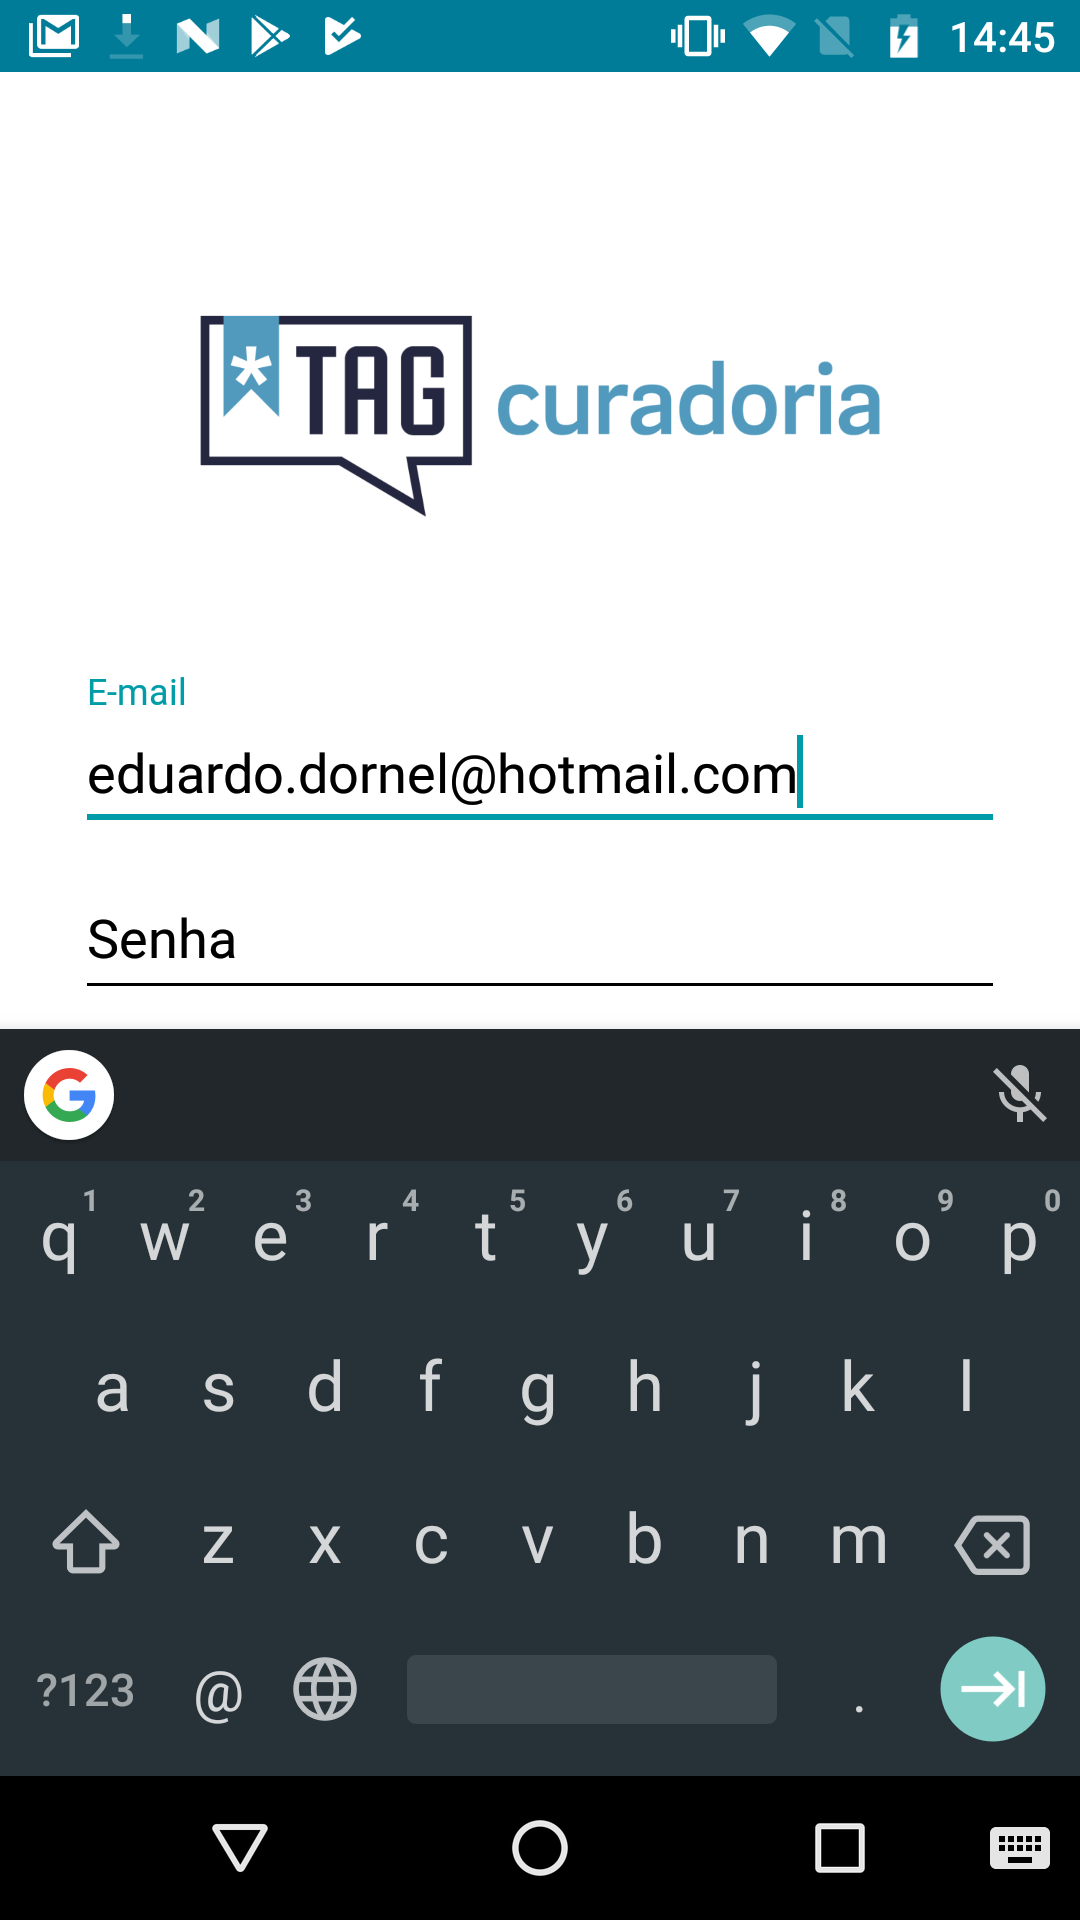 14:45
*TAG curadoria
E-mail
eduardo.dornel@hotmail.com
Senha
1 2 3 4 5 6 7 8 9 0
q w e r t y u i o p
a s d f g h j k l
z x c v b n m
?123 @ .